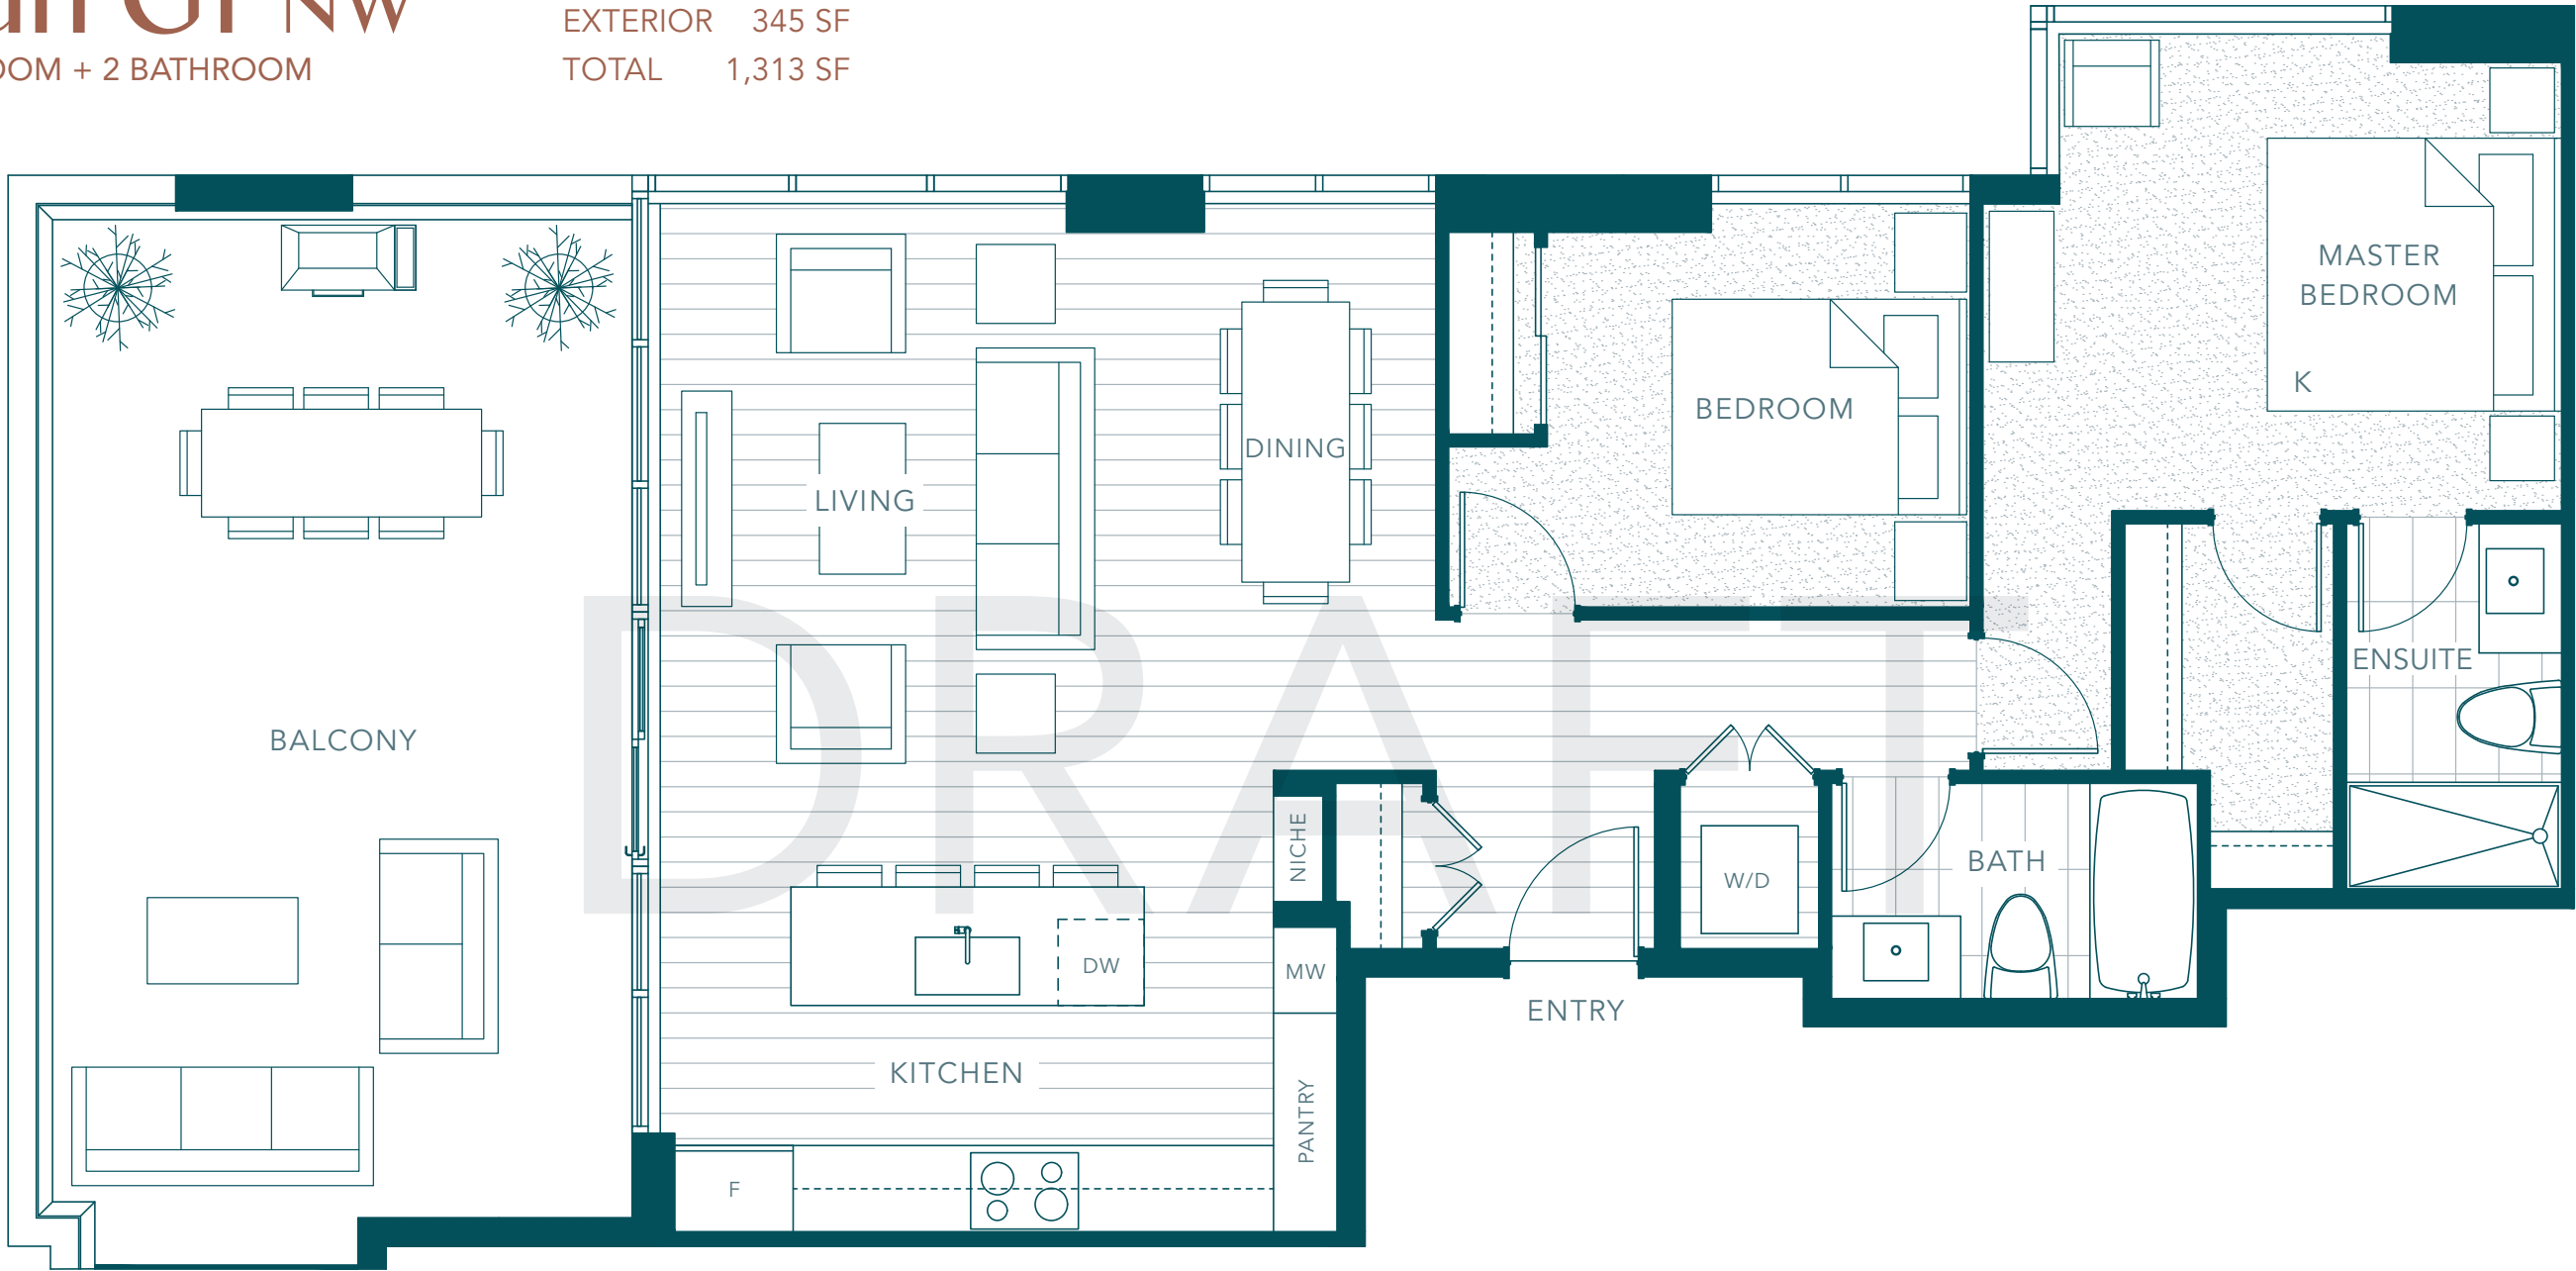 NW
EXTERIOR 345 SF
+ 2 BATHROOM
TOTAL 1,313 SF
MASTER
BEDROOM
K
BEDROOM
DINING
LIVING
ENSUITE
BALCONY
DRAFT
NICHE
BATH
W/D
DW
MW
ENTRY
KITCHEN
PANTRY
F